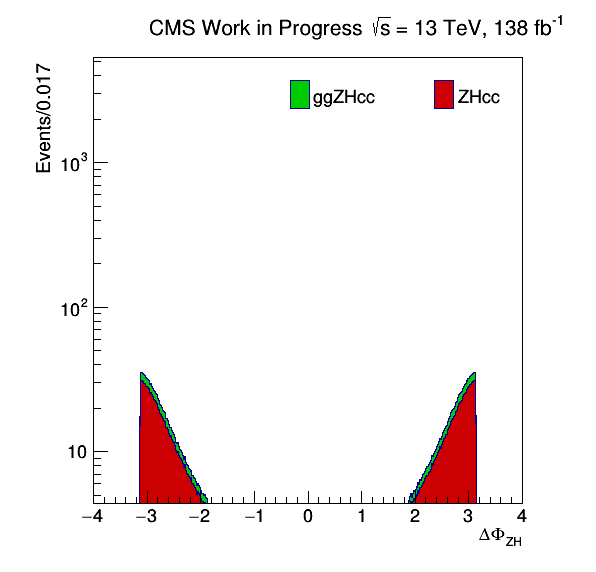 CMS Work in Progress √s = 13 TeV, 138 fb⁻¹
Events/0.017
ggZHcc ZHcc
10³
10²
10
−4 −3 −2 −1 0 1 2 3 4
ΔΦ_ZH